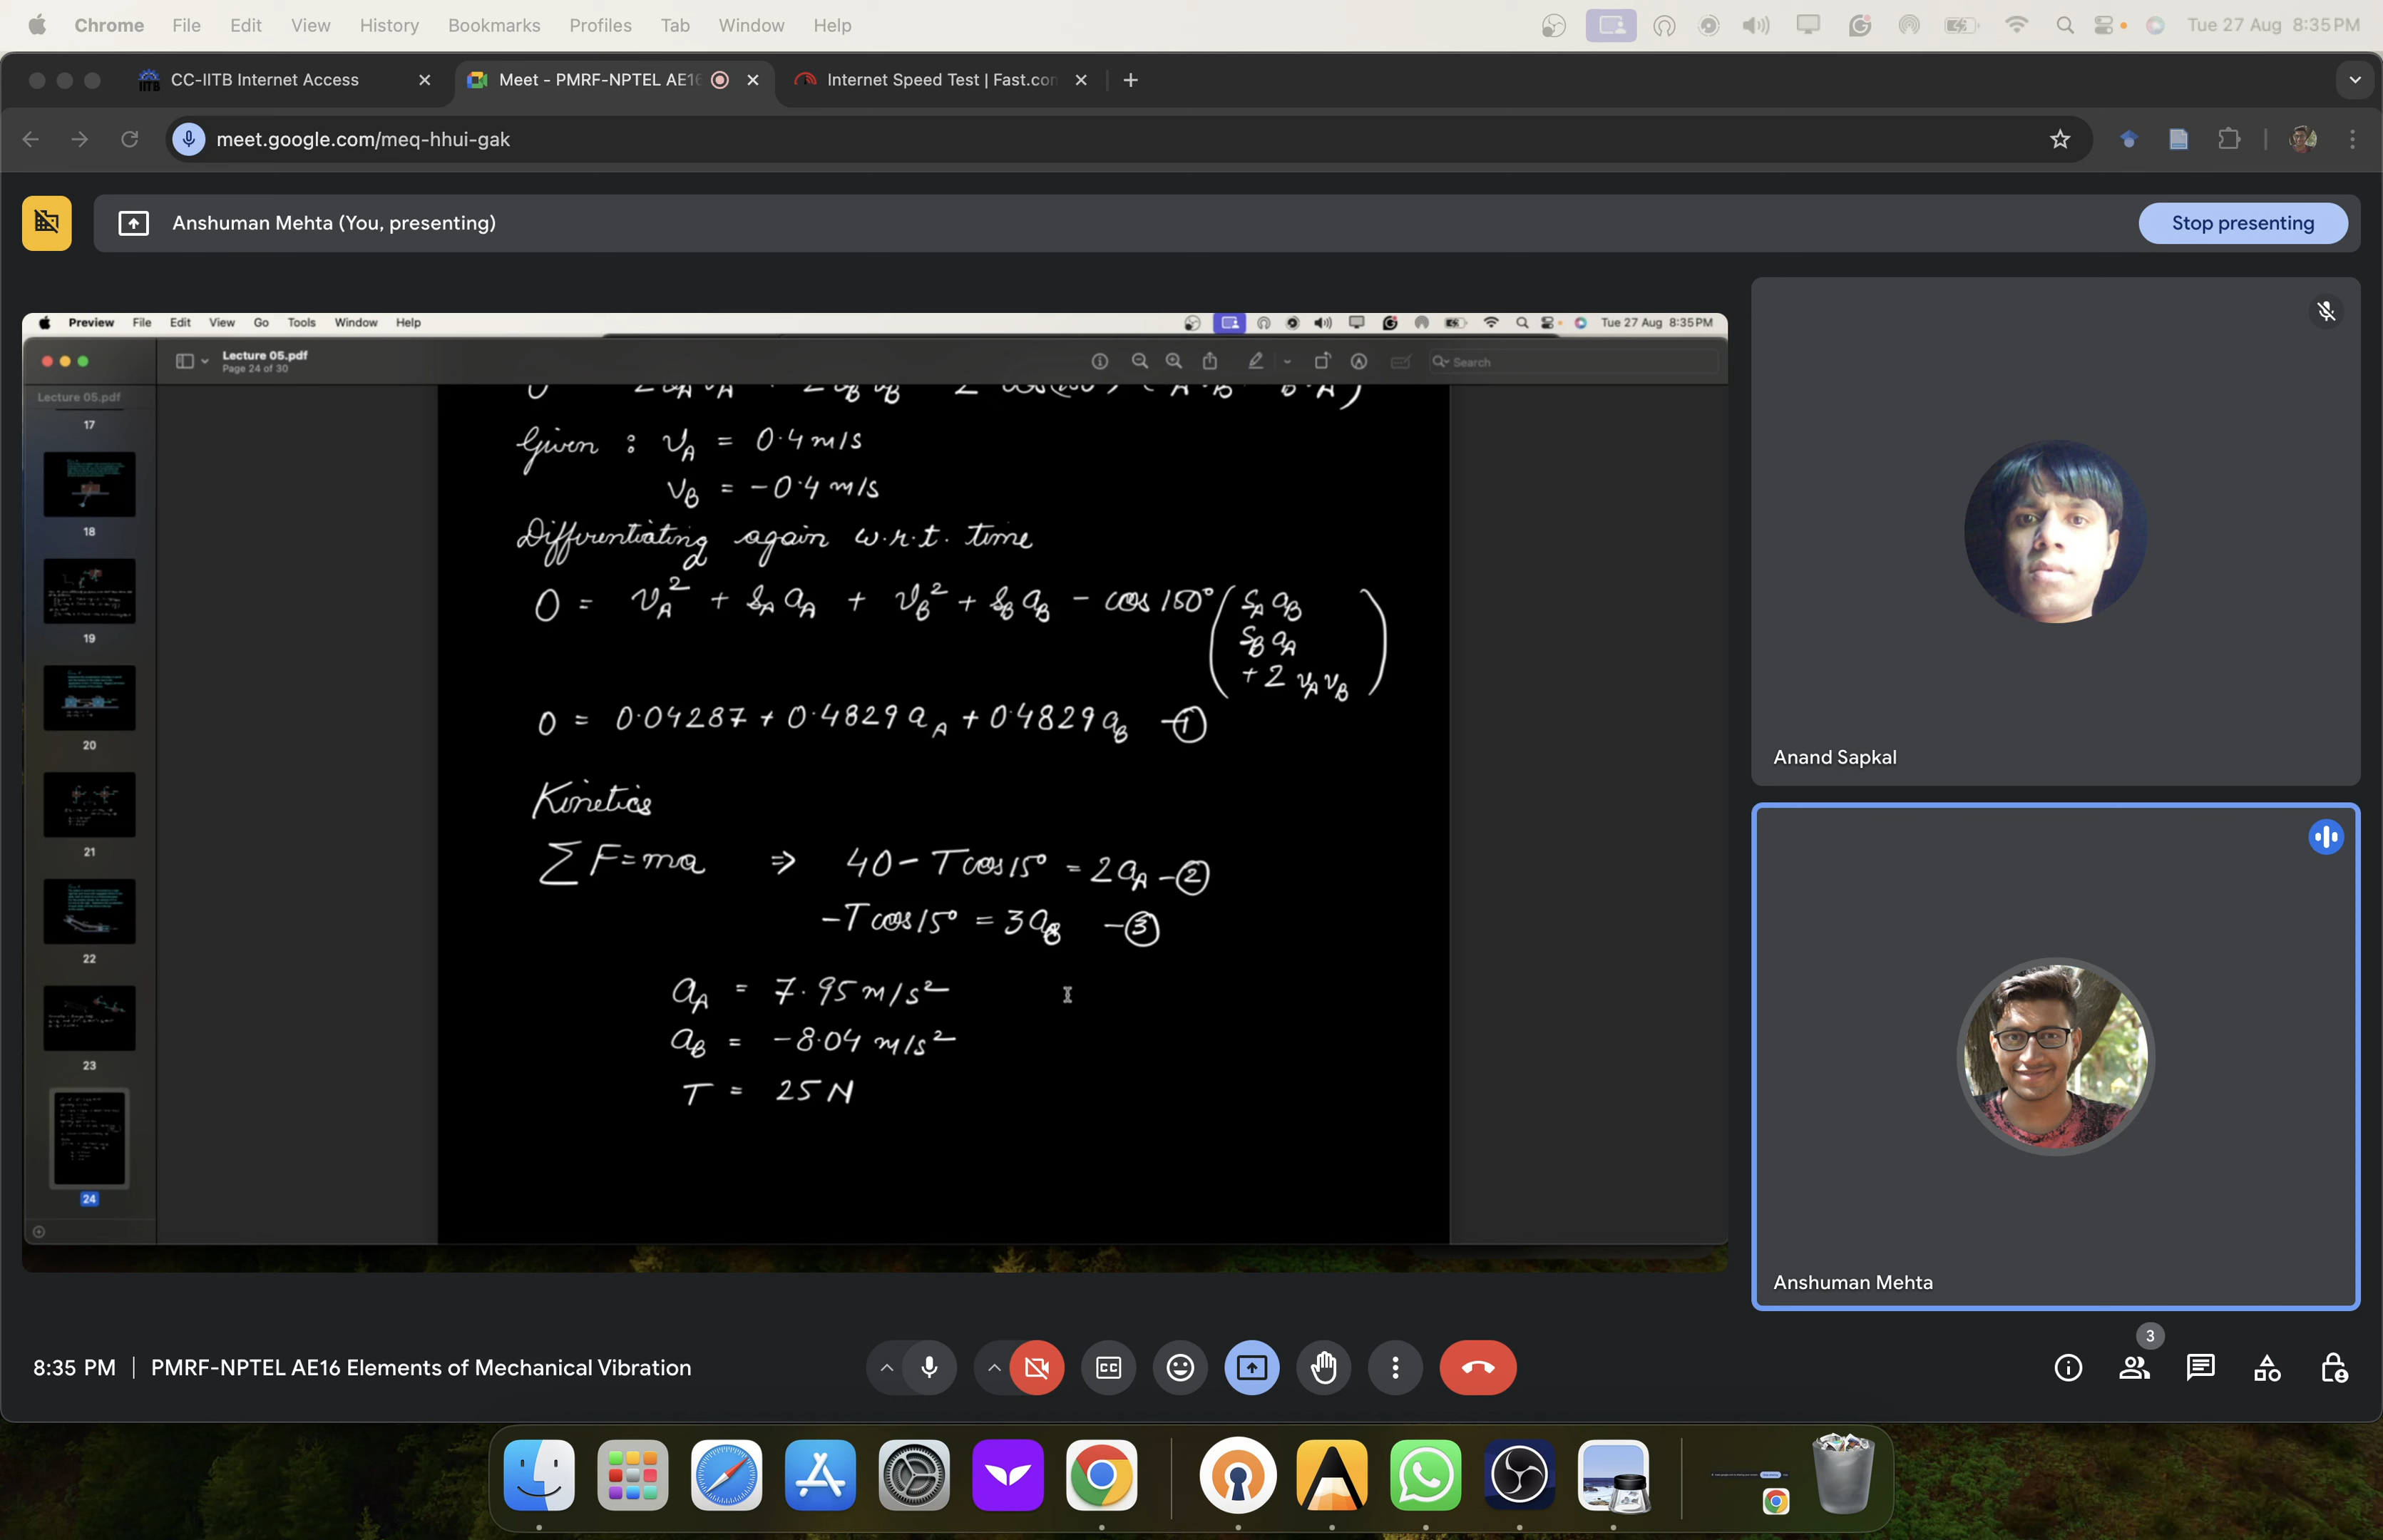 Chrome File Edit View History Bookmarks Profiles Tab Window Help Tue 27 Aug 8:35 PM
CC-IITB Internet Access Meet - PMRF-NPTEL AE16 Internet Speed Test | Fast.com
meet.google.com/meq-hhui-gak
Anshuman Mehta (You, presenting) Stop presenting
Preview File Edit View Go Tools Window Help Tue 27 Aug 8:35 PM
Lecture 05.pdf
Page 24 of 30
Search
Lecture 05.pdf
17
18
19
20
21
22
23
24
Given : v_A = 0.4 m/s
v_B = -0.4 m/s
Differentiating again w.r.t. time
0 = v_A² + s_A a_A + v_B² + s_B a_B - cos 150° ( s_A a_B
s_B a_A
+ 2 v_A v_B )
0 = 0.04287 + 0.4829 a_A + 0.4829 a_B - ①
Kinetics
∑F = ma ⇒ 40 - T cos 15° = 2 a_A - ②
-T cos 15° = 3 a_B - ③
a_A = 7.95 m/s²
a_B = -8.04 m/s²
T = 25 N
Anand Sapkal
Anshuman Mehta
8:35 PM | PMRF-NPTEL AE16 Elements of Mechanical Vibration
CC
3